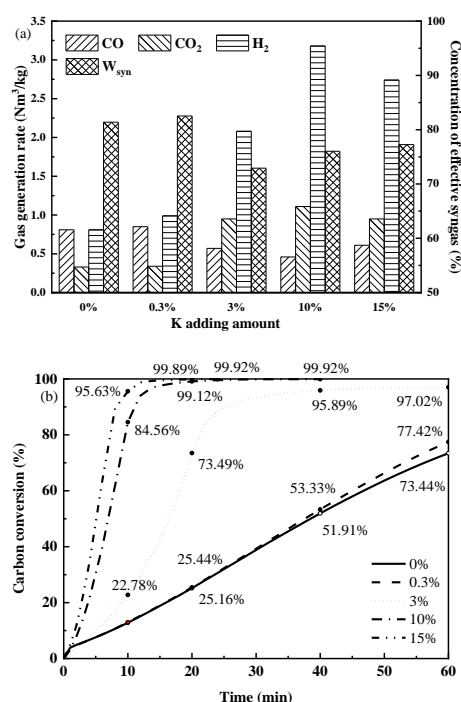 (a)
CO CO2 H2
Wsyn
3.5
3.0
2.5
2.0
1.5
1.0
0.5
0.0
Gas generation rate (Nm3/kg)
100
90
80
70
60
50
Concentration of effective syngas (%)
0% 0.3% 3% 10% 15%
K adding amount
(b)
100
80
60
40
20
0
Carbon conversion (%)
99.89% 99.92% 99.92%
95.63% 99.12% 95.89% 97.02%
84.56% 77.42%
73.49% 73.44%
53.33%
51.91%
22.78% 25.44%
25.16%
0%
0.3%
3%
10%
15%
0 10 20 30 40 50 60
Time (min)